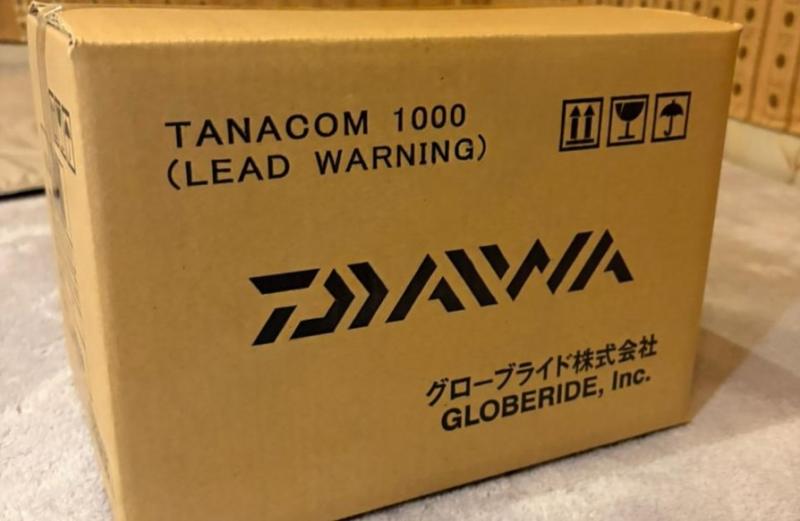 TANACOM 1000
(LEAD WARNING)
DAIWA
グローブライド株式会社
GLOBERIDE, Inc.